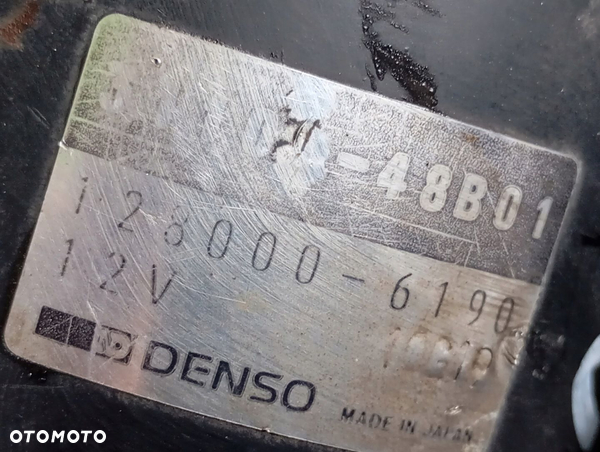 -48B01
128000-6190
12V
DENSO
MADE IN JAPAN
OTOMOTO